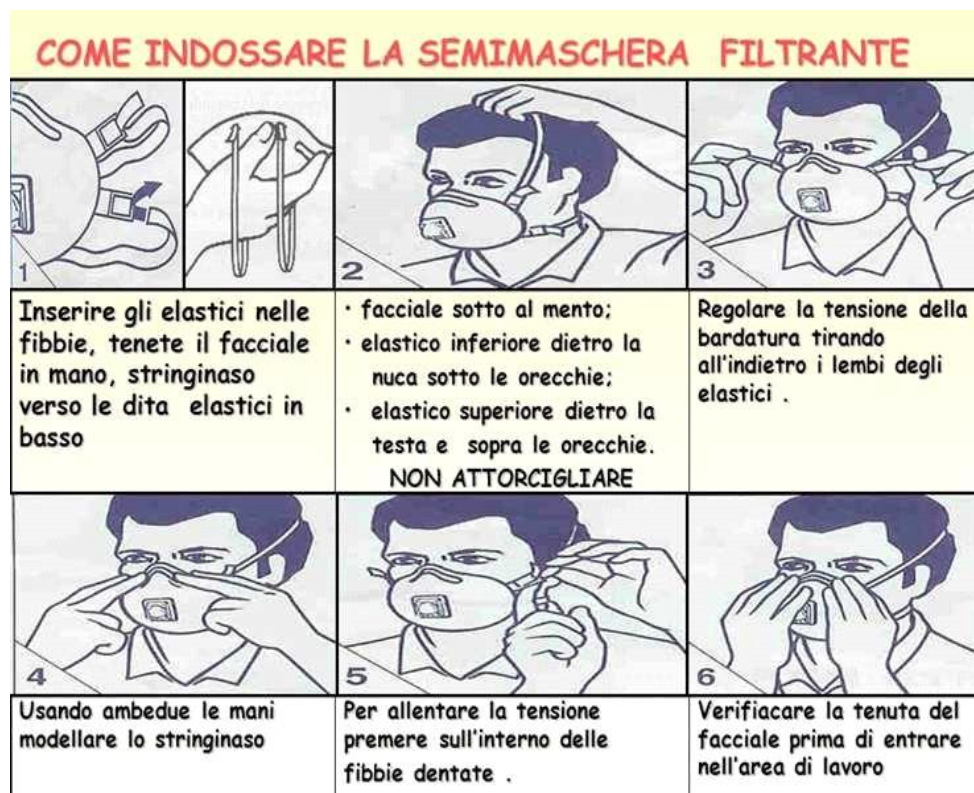 COME INDOSSARE LA SEMIMASCHERA FILTRANTE
1
Inserire gli elastici nelle
fibbie, tenete il facciale
in mano, stringinaso
verso le dita elastici in
basso
2
· facciale sotto al mento;
· elastico inferiore dietro la
nuca sotto le orecchie;
· elastico superiore dietro la
testa e sopra le orecchie.
NON ATTORCIGLIARE
3
Regolare la tensione della
bardatura tirando
all'indietro i lembi degli
elastici .
4
Usando ambedue le mani
modellare lo stringinaso
5
Per allentare la tensione
premere sull'interno delle
fibbie dentate .
6
Verifiacare la tenuta del
facciale prima di entrare
nell'area di lavoro